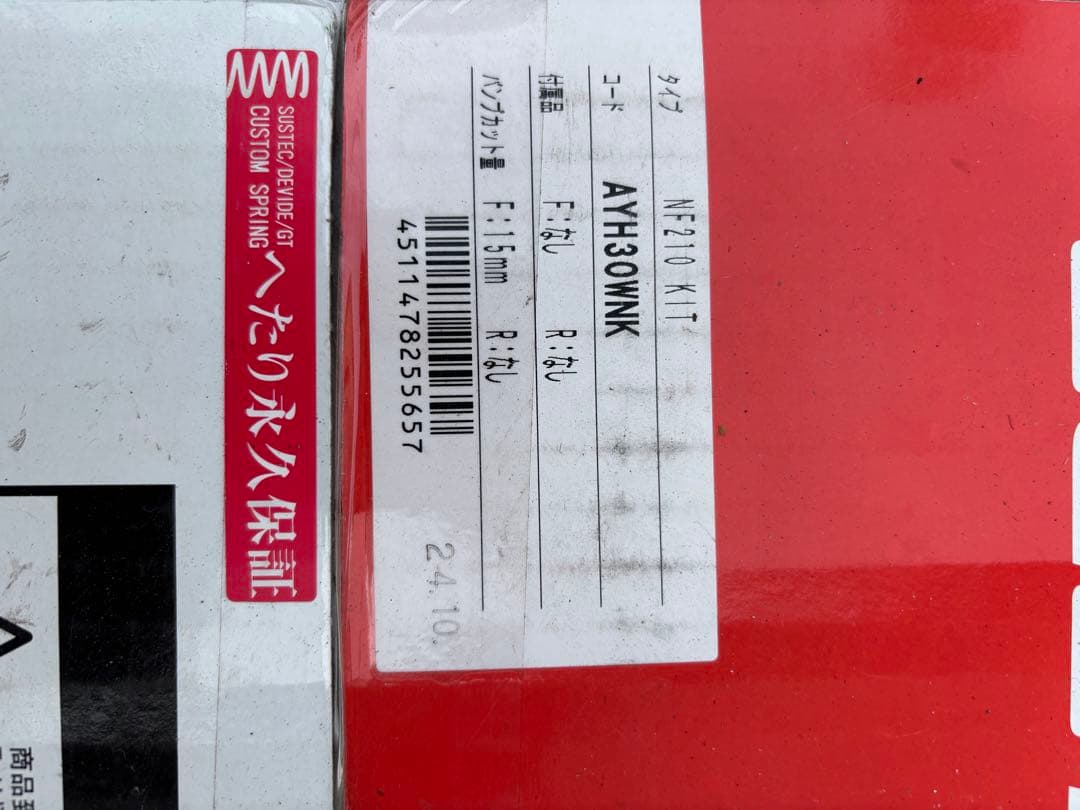 SUSTEC/DEVIDE/GT
CUSTOM SPRING
へたり永久保証
タイプ NF210 KIT
コード AYH30WNK
付属品 F:なし R:なし
バンプカット量 F:15mm R:なし
4511478255657
24.10.
商品